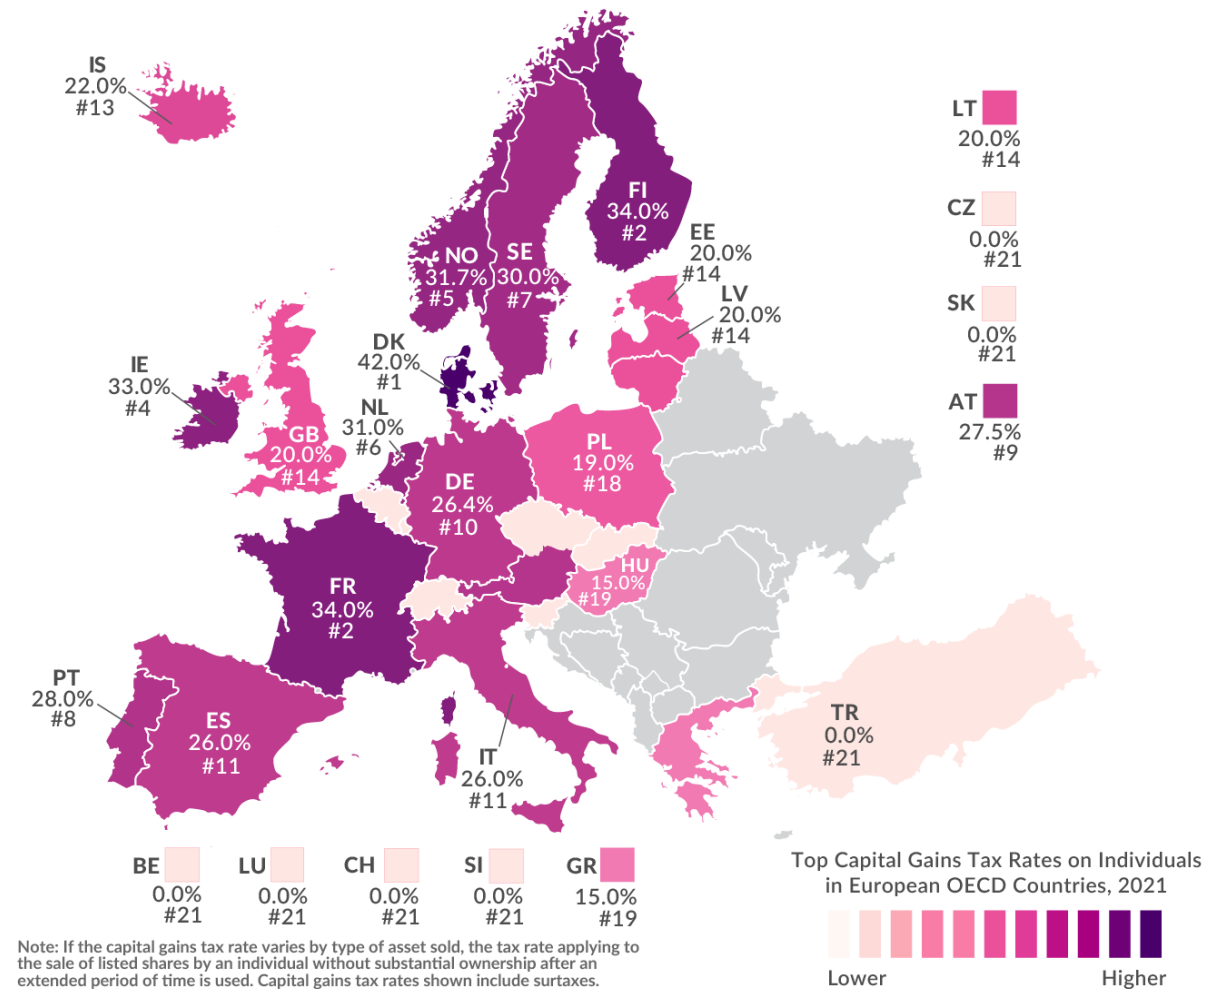 IS
22.0%
#13
LT
20.0%
#14
CZ
0.0%
#21
SK
0.0%
#21
AT
27.5%
#9
FI
34.0%
#2
NO
31.7%
#5
SE
30.0%
#7
EE
20.0%
#14
LV
20.0%
#14
DK
42.0%
#1
IE
33.0%
#4
NL
31.0%
#6
GB
20.0%
#14
PL
19.0%
#18
DE
26.4%
#10
HU
15.0%
#19
FR
34.0%
#2
PT
28.0%
#8
ES
26.0%
#11
IT
26.0%
#11
TR
0.0%
#21
BE
0.0%
#21
LU
0.0%
#21
CH
0.0%
#21
SI
0.0%
#21
GR
15.0%
#19
Top Capital Gains Tax Rates on Individuals
in European OECD Countries, 2021
Lower
Higher
Note: If the capital gains tax rate varies by type of asset sold, the tax rate applying to
the sale of listed shares by an individual without substantial ownership after an
extended period of time is used. Capital gains tax rates shown include surtaxes.